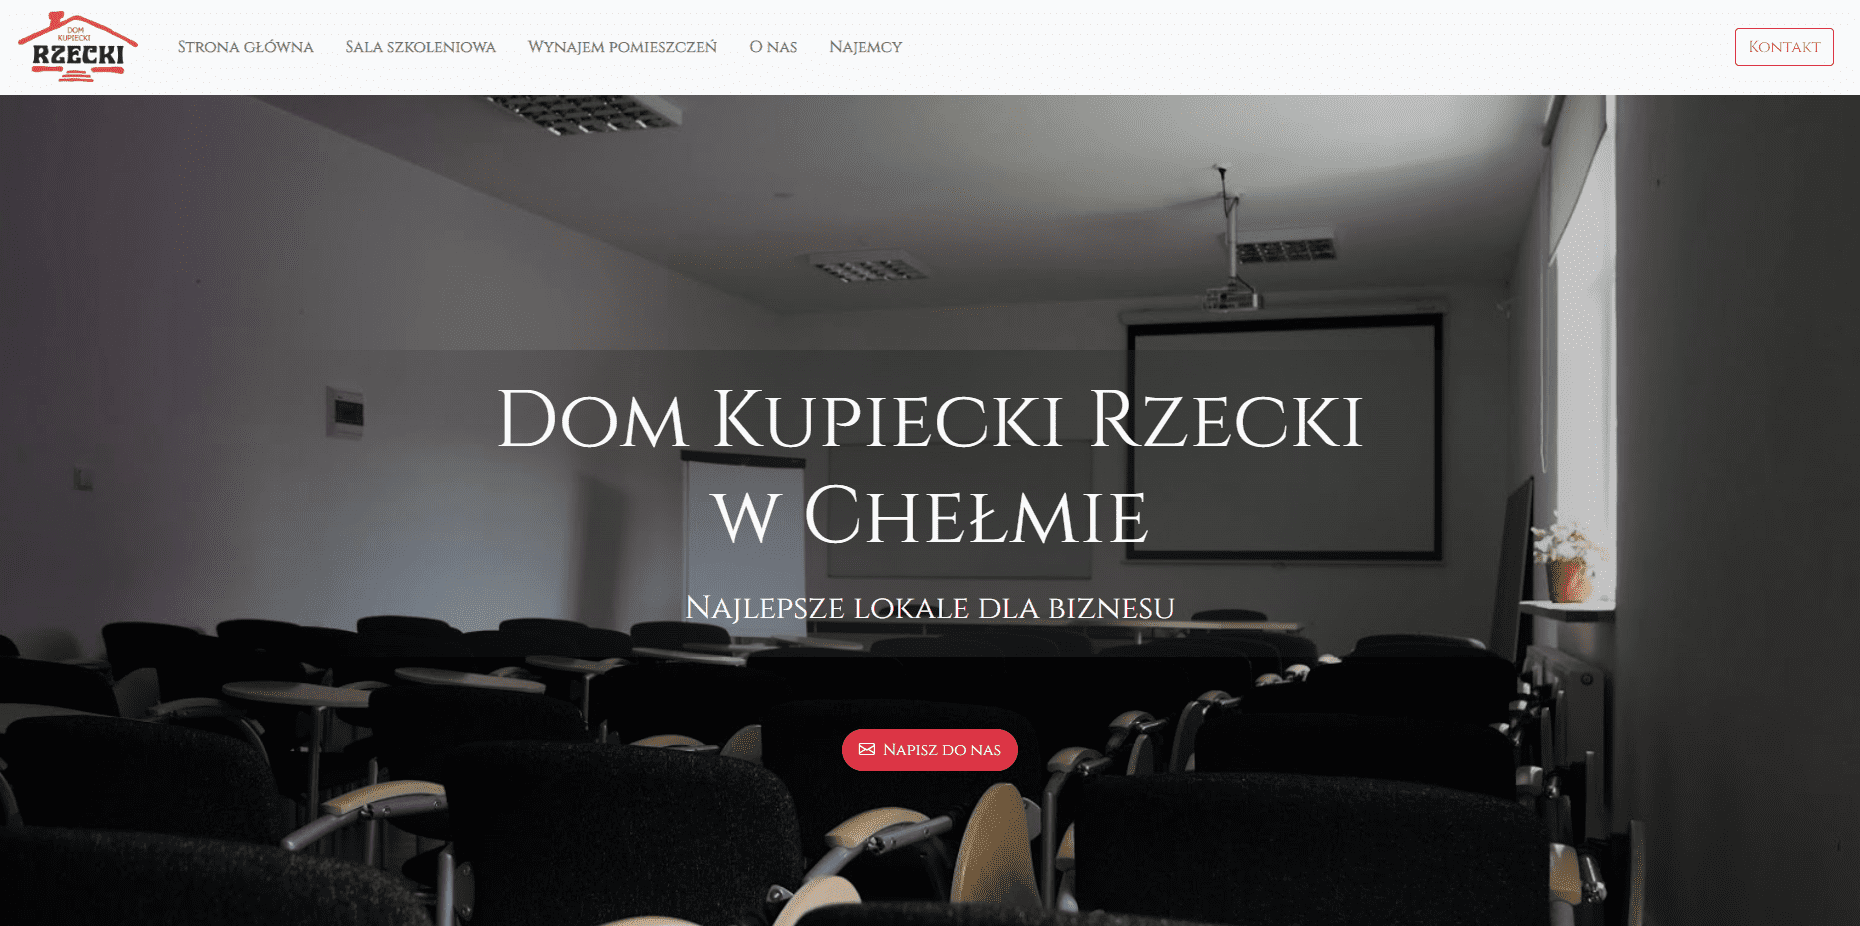 DOM
KUPIECKI
RZECKI
Strona główna
Sala szkoleniowa
Wynajem pomieszczeń
O nas
Najemcy
Kontakt
Dom Kupiecki Rzecki
w Chełmie
Najlepsze lokale dla biznesu
Napisz do nas